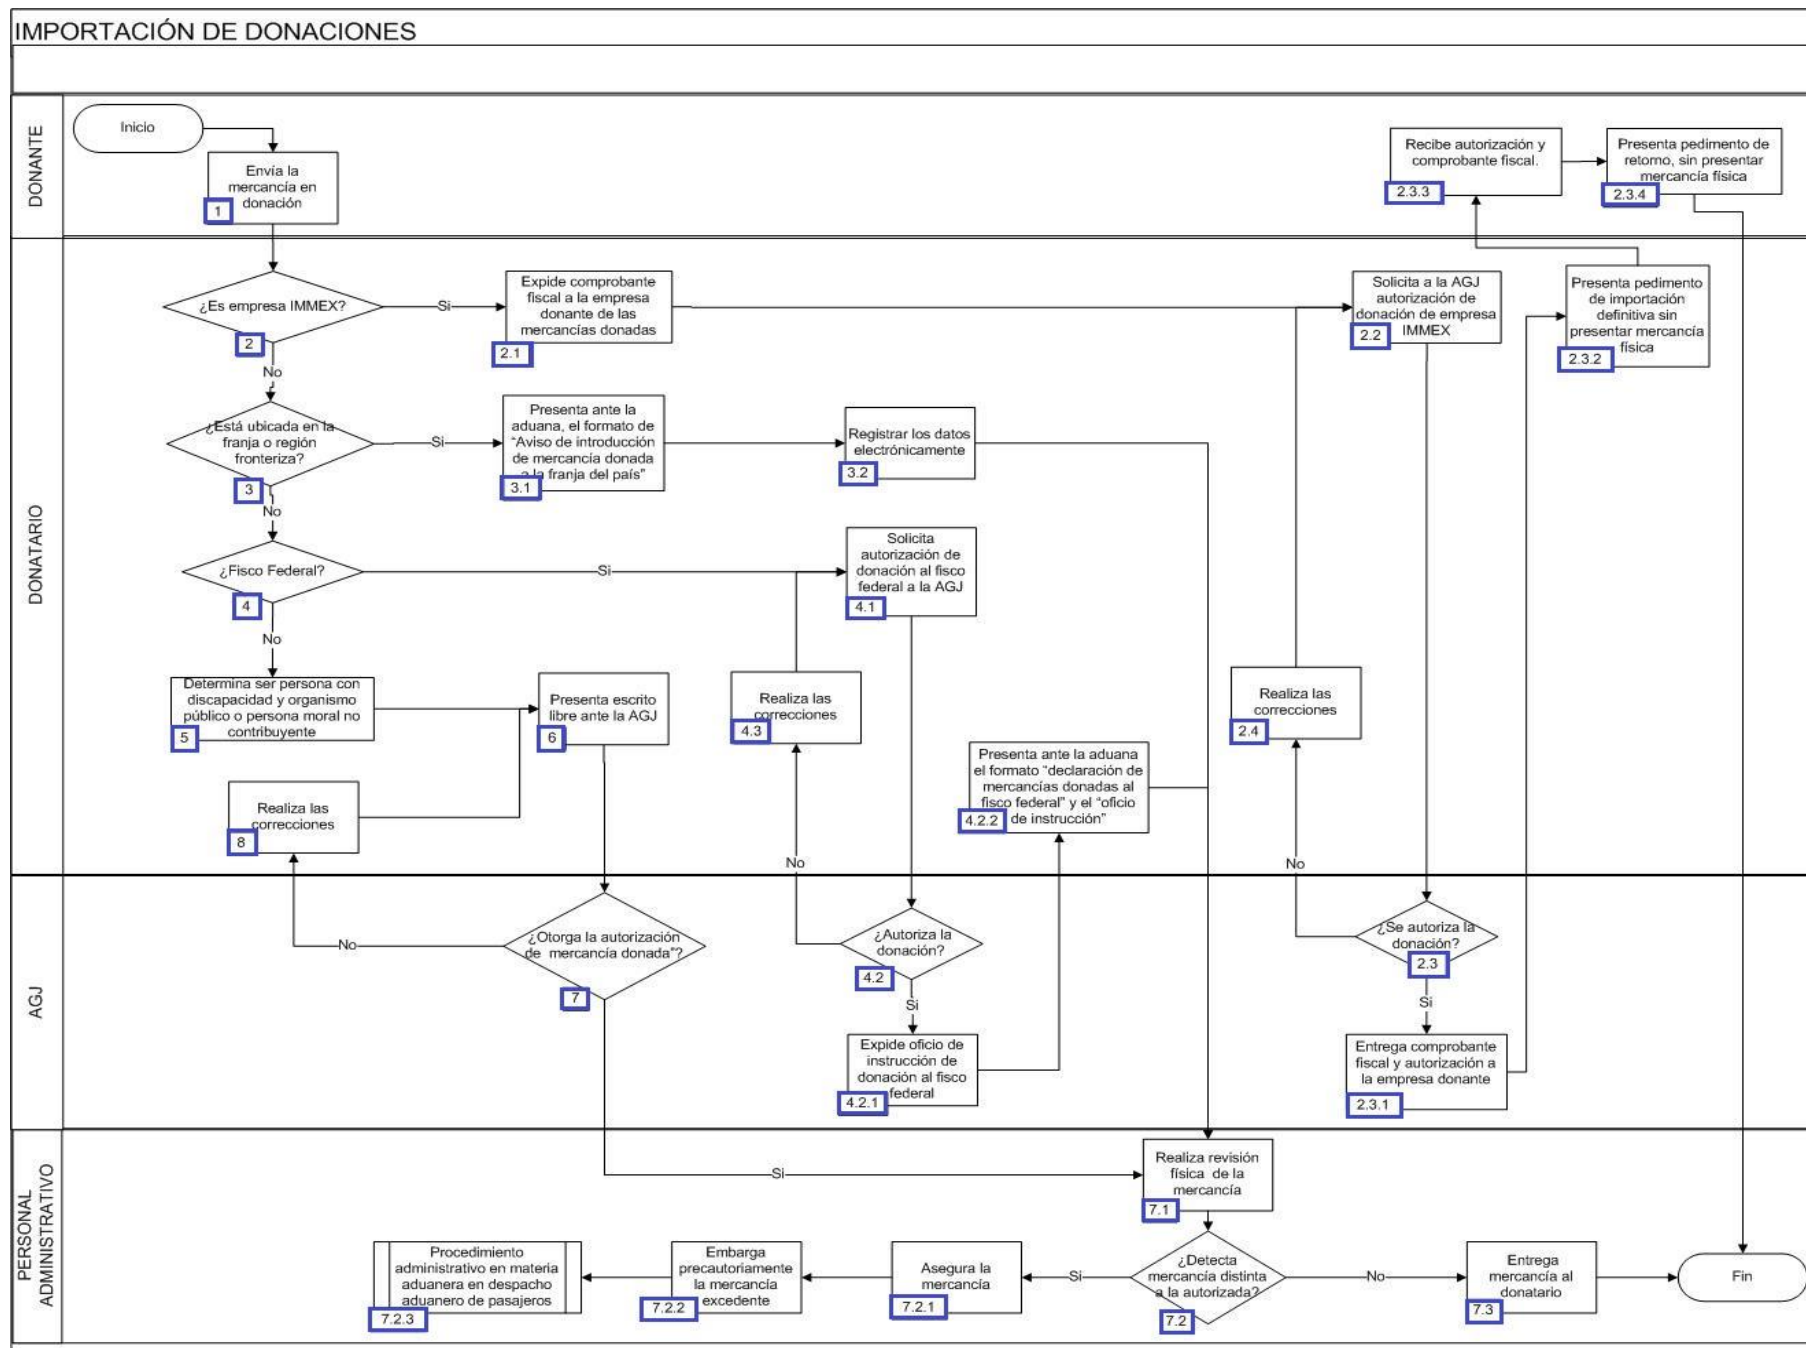 IMPORTACIÓN DE DONACIONES
DONANTE
Inicio
Envía la
mercancía en
donación
1
Recibe autorización y
comprobante fiscal.
2.3.3
Presenta pedimento de
retorno, sin presentar
mercancía física
2.3.4
DONATARIO
¿Es empresa IMMEX?
2
Si
No
Expide comprobante
fiscal a la empresa
donante de las
mercancías donadas
2.1
Solicita a la AGJ
autorización de
donación de empresa
IMMEX
2.2
Presenta pedimento
de importación
definitiva sin
presentar mercancía
física
2.3.2
¿Está ubicada en la
franja o región
fronteriza?
3
Si
No
Presenta ante la
aduana, el formato de
“Aviso de introducción
de mercancía donada
a la franja del país”
3.1
Registrar los datos
electrónicamente
3.2
¿Fisco Federal?
4
Si
No
Solicita
autorización de
donación al fisco
federal a la AGJ
4.1
Determina ser persona con
discapacidad y organismo
público o persona moral no
contribuyente
5
Presenta escrito
libre ante la AGJ
6
Realiza las
correcciones
4.3
Realiza las
correcciones
2.4
Presenta ante la aduana
el formato “declaración de
mercancías donadas al
fisco federal” y el “oficio
de instrucción”
4.2.2
Realiza las
correcciones
8
No
No
AGJ
¿Otorga la autorización
de mercancía donada”?
7
No
¿Autoriza la
donación?
4.2
Si
¿Se autoriza la
donación?
2.3
Si
Expide oficio de
instrucción de
donación al fisco
federal
4.2.1
Entrega comprobante
fiscal y autorización a
la empresa donante
2.3.1
PERSONAL
ADMINISTRATIVO
Si
Realiza revisión
física de la
mercancía
7.1
Procedimiento
administrativo en materia
aduanera en despacho
aduanero de pasajeros
7.2.3
Embarga
precautoriamente
la mercancía
excedente
7.2.2
Asegura la
mercancía
7.2.1
Si
¿Detecta
mercancía distinta
a la autorizada?
7.2
No
Entrega
mercancía al
donatario
7.3
Fin